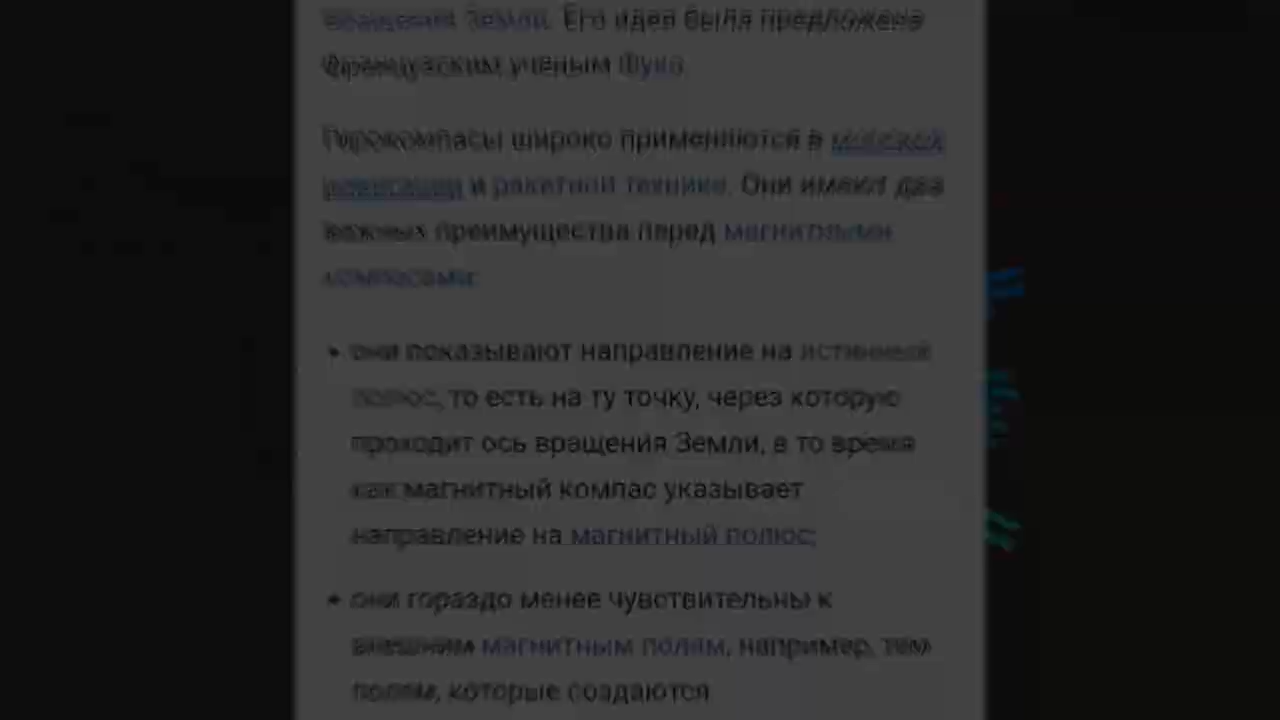 вращения Земли. Его идея была предложена
французским учёным Фуко.
Гирокомпасы широко применяются в морской
навигации и ракетной технике. Они имеют два
важных преимущества перед магнитными
компасами:
• они показывают направление на истинный
полюс, то есть на ту точку, через которую
проходит ось вращения Земли, в то время
как магнитный компас указывает
направление на магнитный полюс;
• они гораздо менее чувствительны к
внешним магнитным полям, например, тем
полям, которые создаются